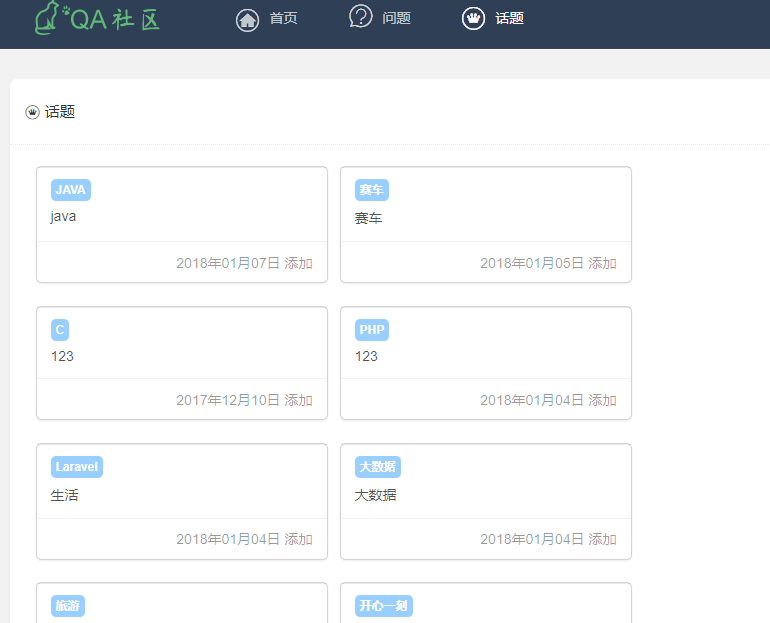 QA社区 首页 问题 话题
话题
JAVA
java
2018年01月07日 添加
赛车
赛车
2018年01月05日 添加
C
123
2017年12月10日 添加
PHP
123
2018年01月04日 添加
Laravel
生活
2018年01月04日 添加
大数据
大数据
2018年01月04日 添加
旅游
开心一刻